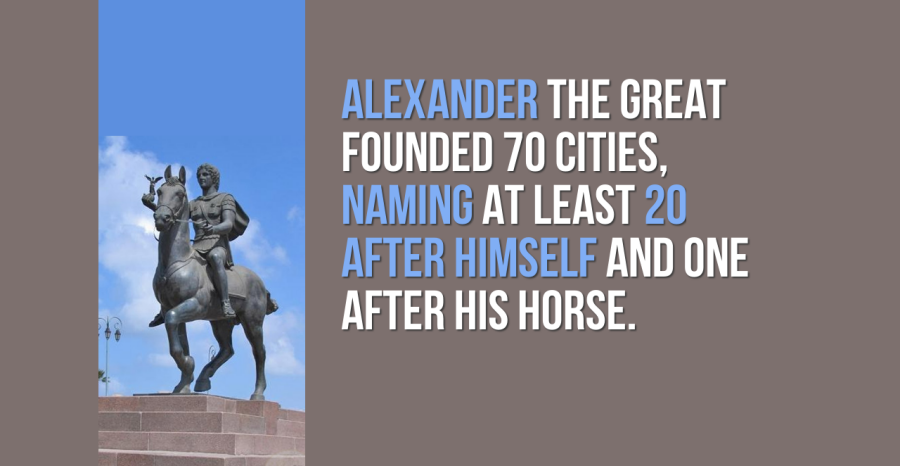 ALEXANDER THE GREAT
FOUNDED 70 CITIES,
NAMING AT LEAST 20
AFTER HIMSELF AND ONE
AFTER HIS HORSE.